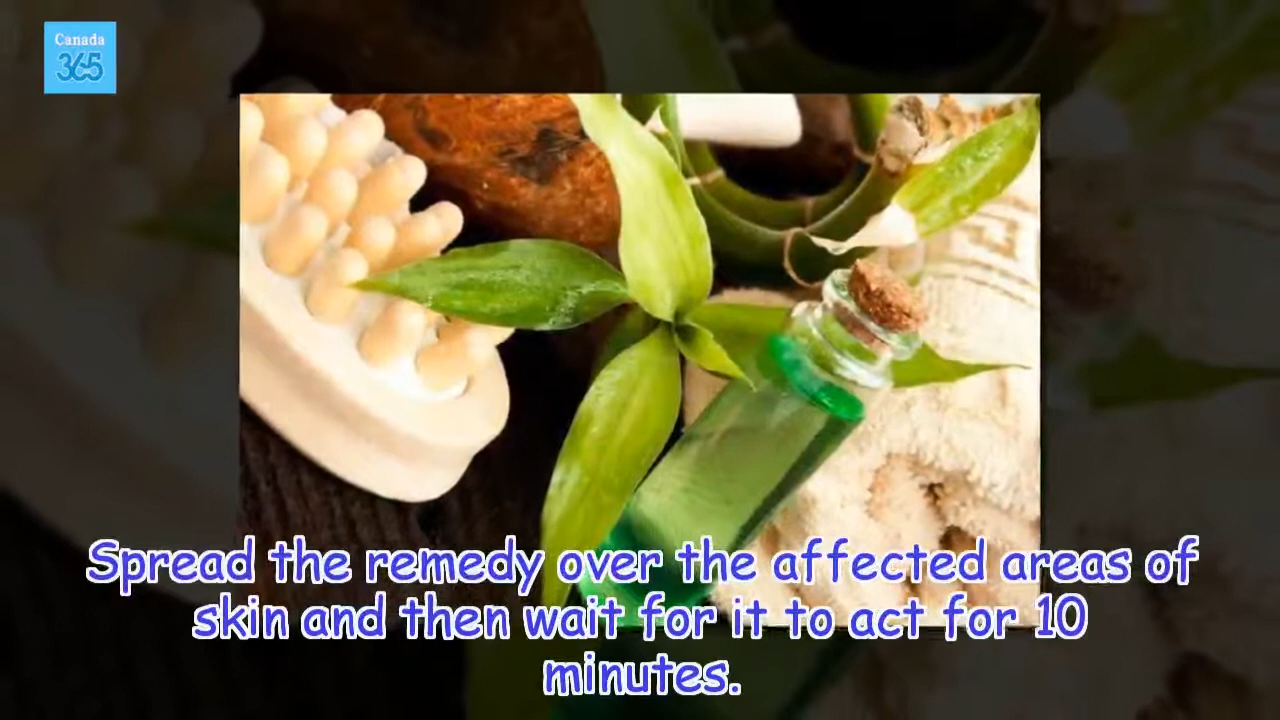 Canada
365
Spread the remedy over the affected areas of
skin and then wait for it to act for 10
minutes.